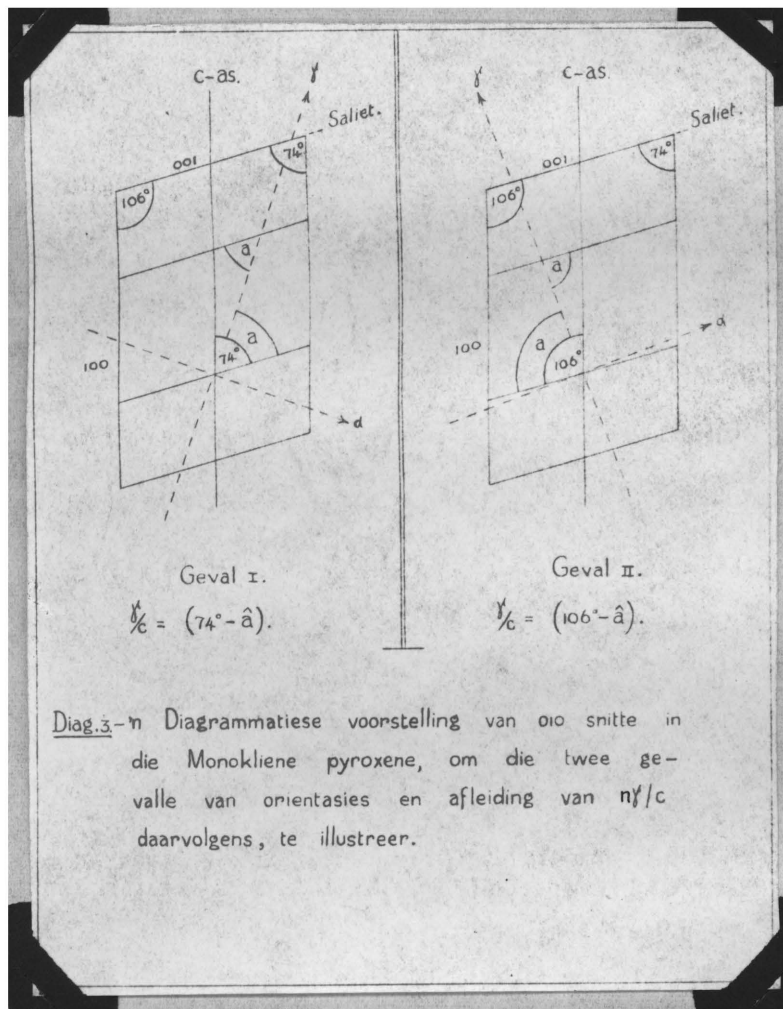 c-as.
γ
Saliet.
001
74°
106°
a
a
74°
100
α
Geval I.
γ/c = (74° - â).
c-as.
γ
Saliet.
001
74°
106°
a
a
106°
100
α
Geval II.
γ/c = (106° - â).
Diag.3.-'n Diagrammatiese voorstelling van 010 snitte in
die Monokliene pyroxene, om die twee ge-
valle van orientasies en afleiding van nγ/c
daarvolgens, te illustreer.